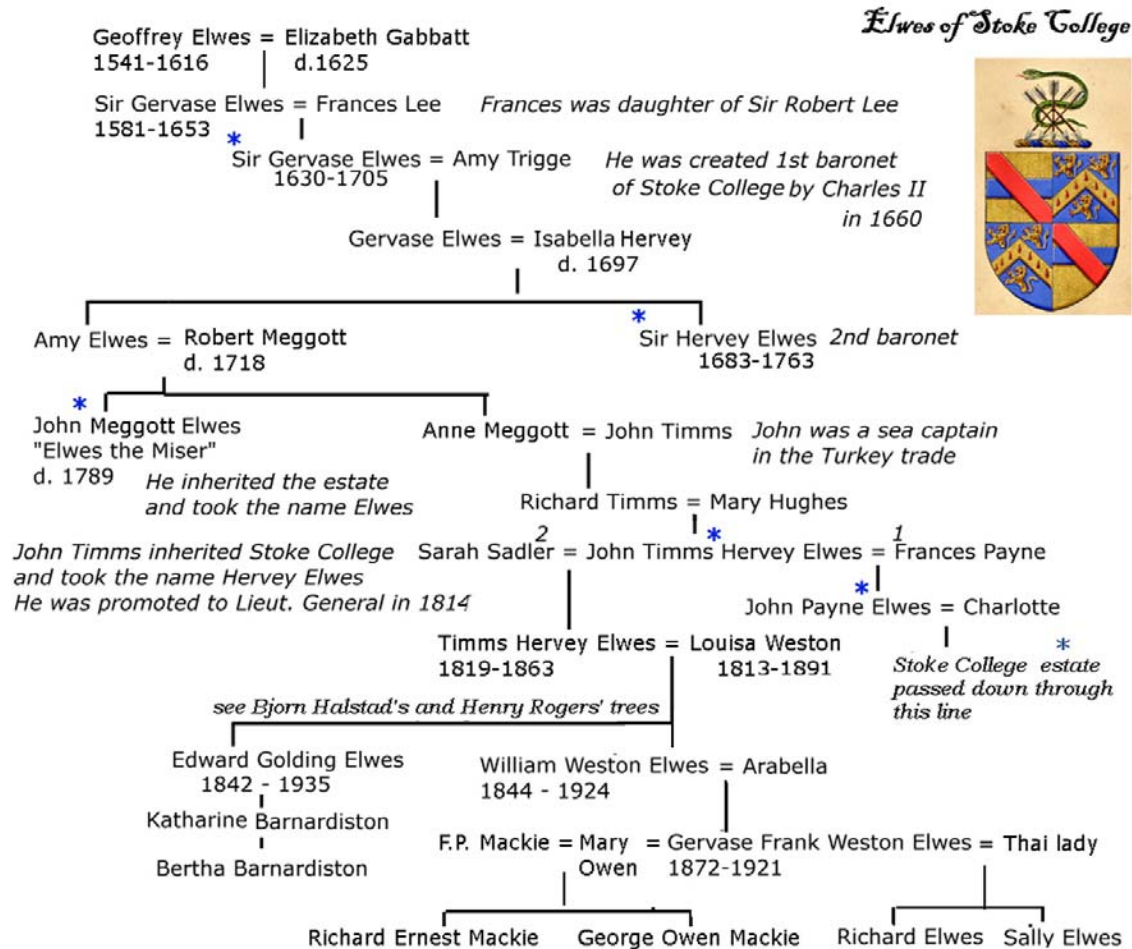 Elwes of Stoke College
Geoffrey Elwes = Elizabeth Gabbatt
1541-1616 d.1625
Sir Gervase Elwes = Frances Lee Frances was daughter of Sir Robert Lee
1581-1653
*
Sir Gervase Elwes = Amy Trigge He was created 1st baronet
1630-1705 of Stoke College by Charles II
in 1660
Gervase Elwes = Isabella Hervey
d. 1697
*
Amy Elwes = Robert Meggott Sir Hervey Elwes 2nd baronet
d. 1718 1683-1763
*
John Meggott Elwes Anne Meggott = John Timms John was a sea captain
"Elwes the Miser" in the Turkey trade
d. 1789 He inherited the estate
and took the name Elwes
Richard Timms = Mary Hughes
2 * 1
John Timms inherited Stoke College Sarah Sadler = John Timms Hervey Elwes = Frances Payne
and took the name Hervey Elwes
He was promoted to Lieut. General in 1814
*
John Payne Elwes = Charlotte
Timms Hervey Elwes = Louisa Weston *
1819-1863 1813-1891 Stoke College estate
passed down through
this line
see Bjorn Halstad's and Henry Rogers' trees
Edward Golding Elwes William Weston Elwes = Arabella
1842 - 1935 1844 - 1924
Katharine Barnardiston
F.P. Mackie = Mary = Gervase Frank Weston Elwes = Thai lady
Owen 1872-1921
Bertha Barnardiston
Richard Ernest Mackie George Owen Mackie Richard Elwes Sally Elwes